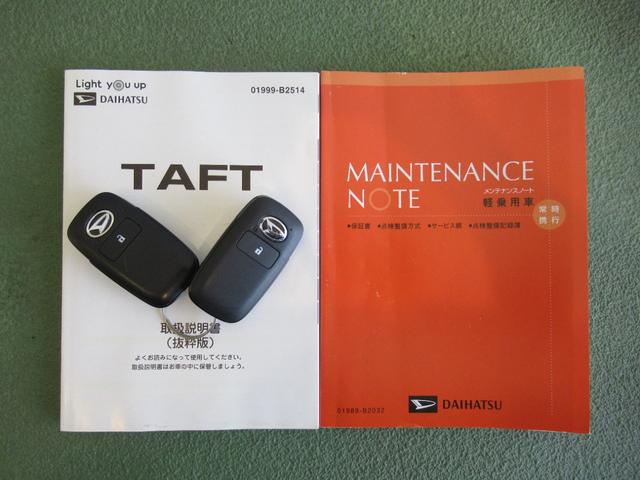 Light you up
DAIHATSU
01999-B2514
TAFT
取扱説明書
(抜粋版)
よくお読みになって使用してください。
取扱説明書はお車の中に保管しましょう。
MAINTENANCE
NOTE
メンテナンスノート
軽乗用車
常時
携行
●保証書 ●点検整備方式 ●サービス網 ●点検整備記録簿
01989-B2032
DAIHATSU